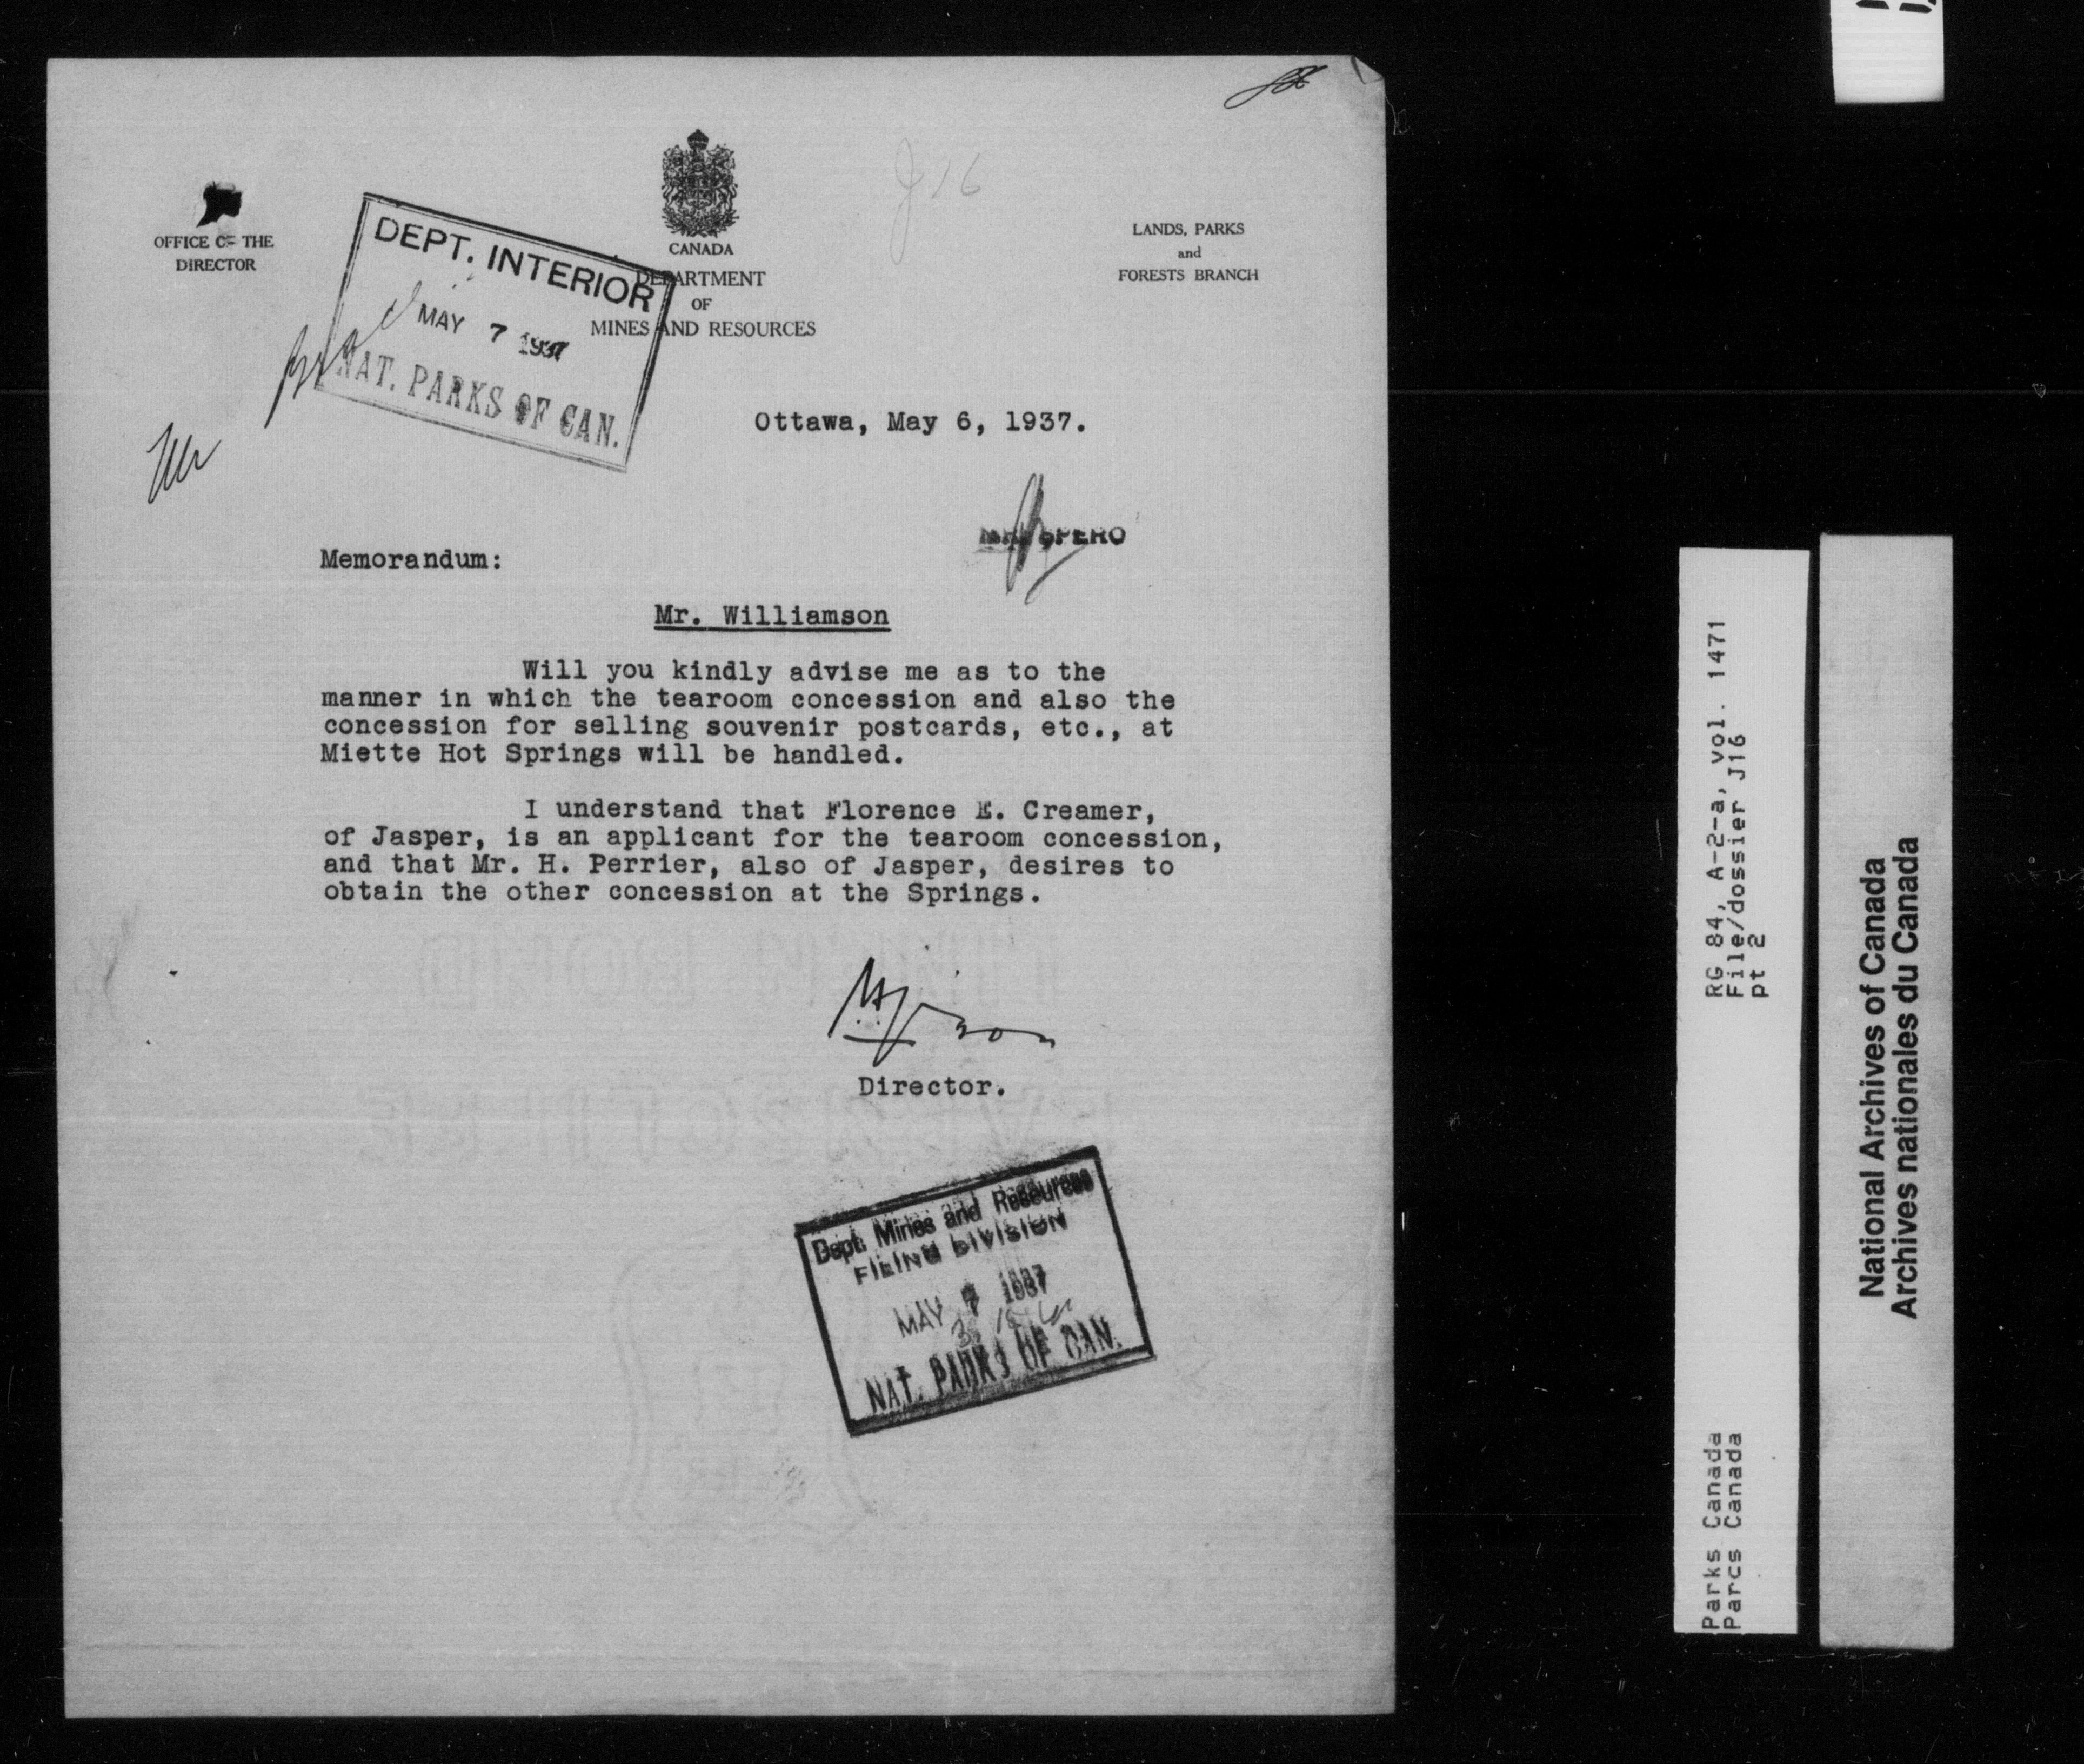 J16
OFFICE OF THE
DIRECTOR
CANADA
DEPARTMENT
OF
MINES AND RESOURCES
LANDS, PARKS
and
FORESTS BRANCH
DEPT. INTERIOR
MAY 7 1937
NAT. PARKS OF CAN.
Ottawa, May 6, 1937.
MR. SPERO
Memorandum:
Mr. Williamson
Will you kindly advise me as to the
manner in which the tearoom concession and also the
concession for selling souvenir postcards, etc., at
Miette Hot Springs will be handled.
I understand that Florence E. Creamer,
of Jasper, is an applicant for the tearoom concession,
and that Mr. H. Perrier, also of Jasper, desires to
obtain the other concession at the Springs.
Director.
Dept. Mines and Resources
FILING DIVISION
MAY 7 1937
NAT. PARKS OF CAN.
RG 84, A-2-a, vol. 1471
File/dossier J16
pt 2
Parks Canada
Parcs Canada
National Archives of Canada
Archives nationales du Canada